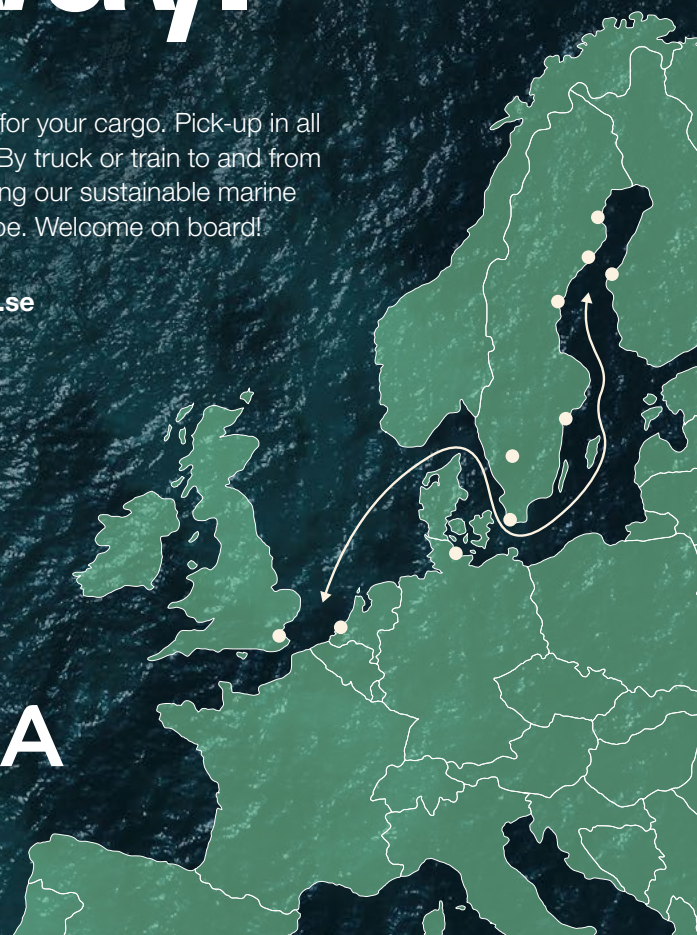 for your cargo. Pick-up in all
By truck or train to and from
ng our sustainable marine
pe. Welcome on board!
.se
A